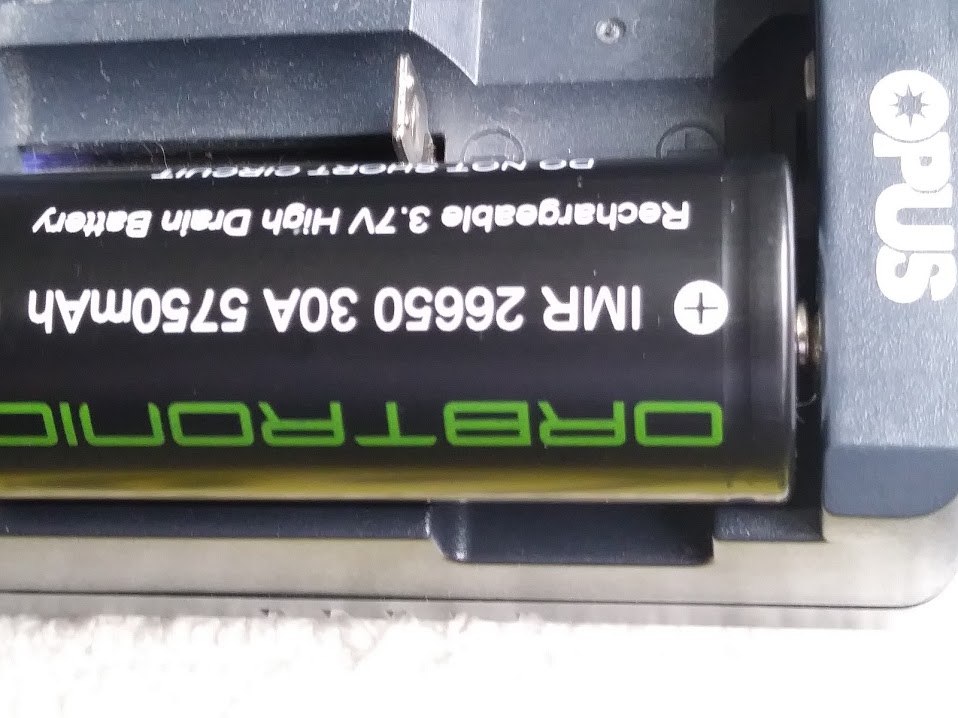 ORBTRONIC
+ IMR 26650 30A 5750mAh
Rechargeable 3.7V High Drain Battery
DO NOT SHORT CIRCUIT
OPUS